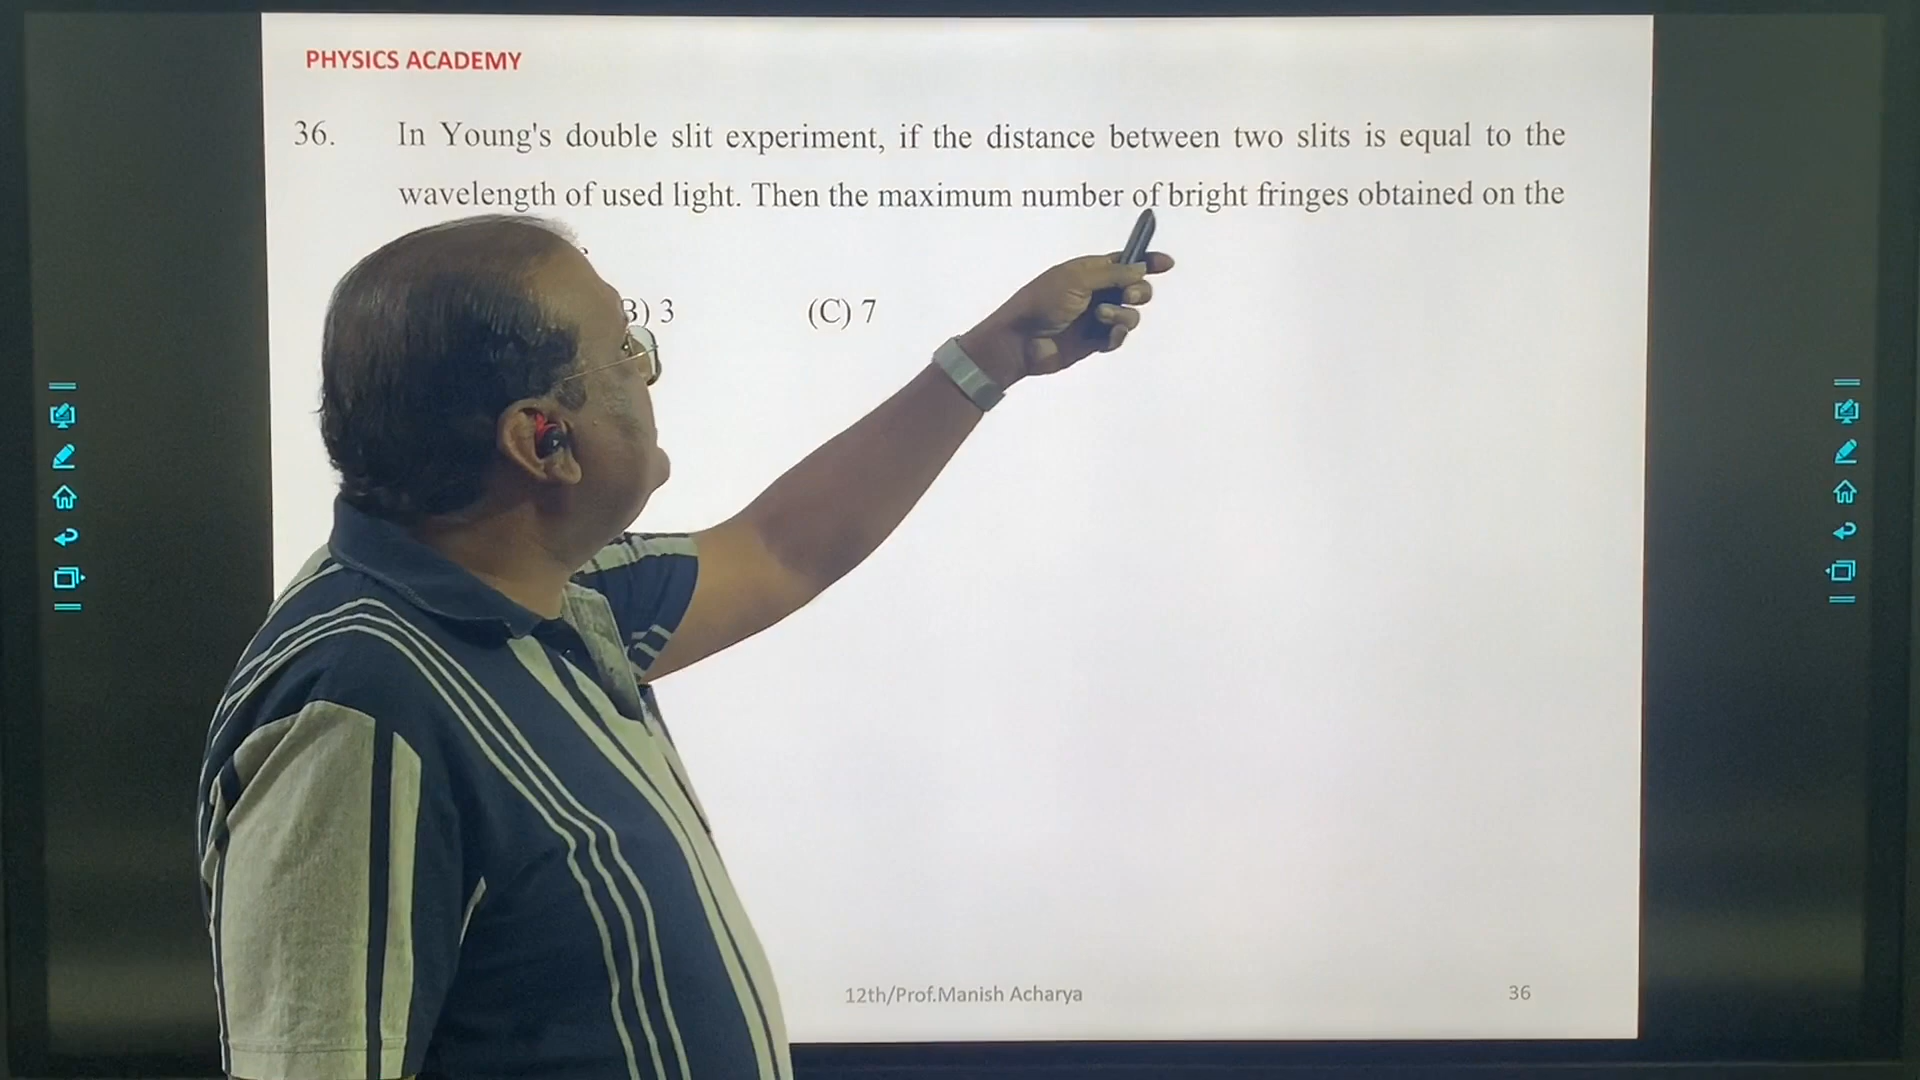 PHYSICS ACADEMY
36. In Young's double slit experiment, if the distance between two slits is equal to the
wavelength of used light. Then the maximum number of bright fringes obtained on the
B) 3 (C) 7
12th/Prof.Manish Acharya 36